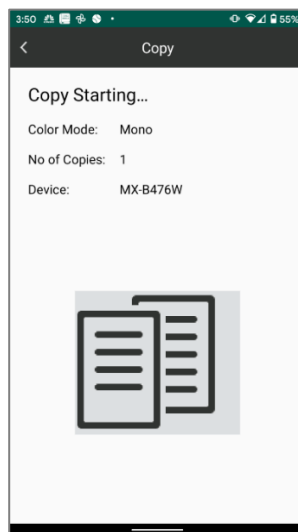 3:50
55%
Copy
Copy Starting...
Color Mode: Mono
No of Copies: 1
Device: MX-B476W